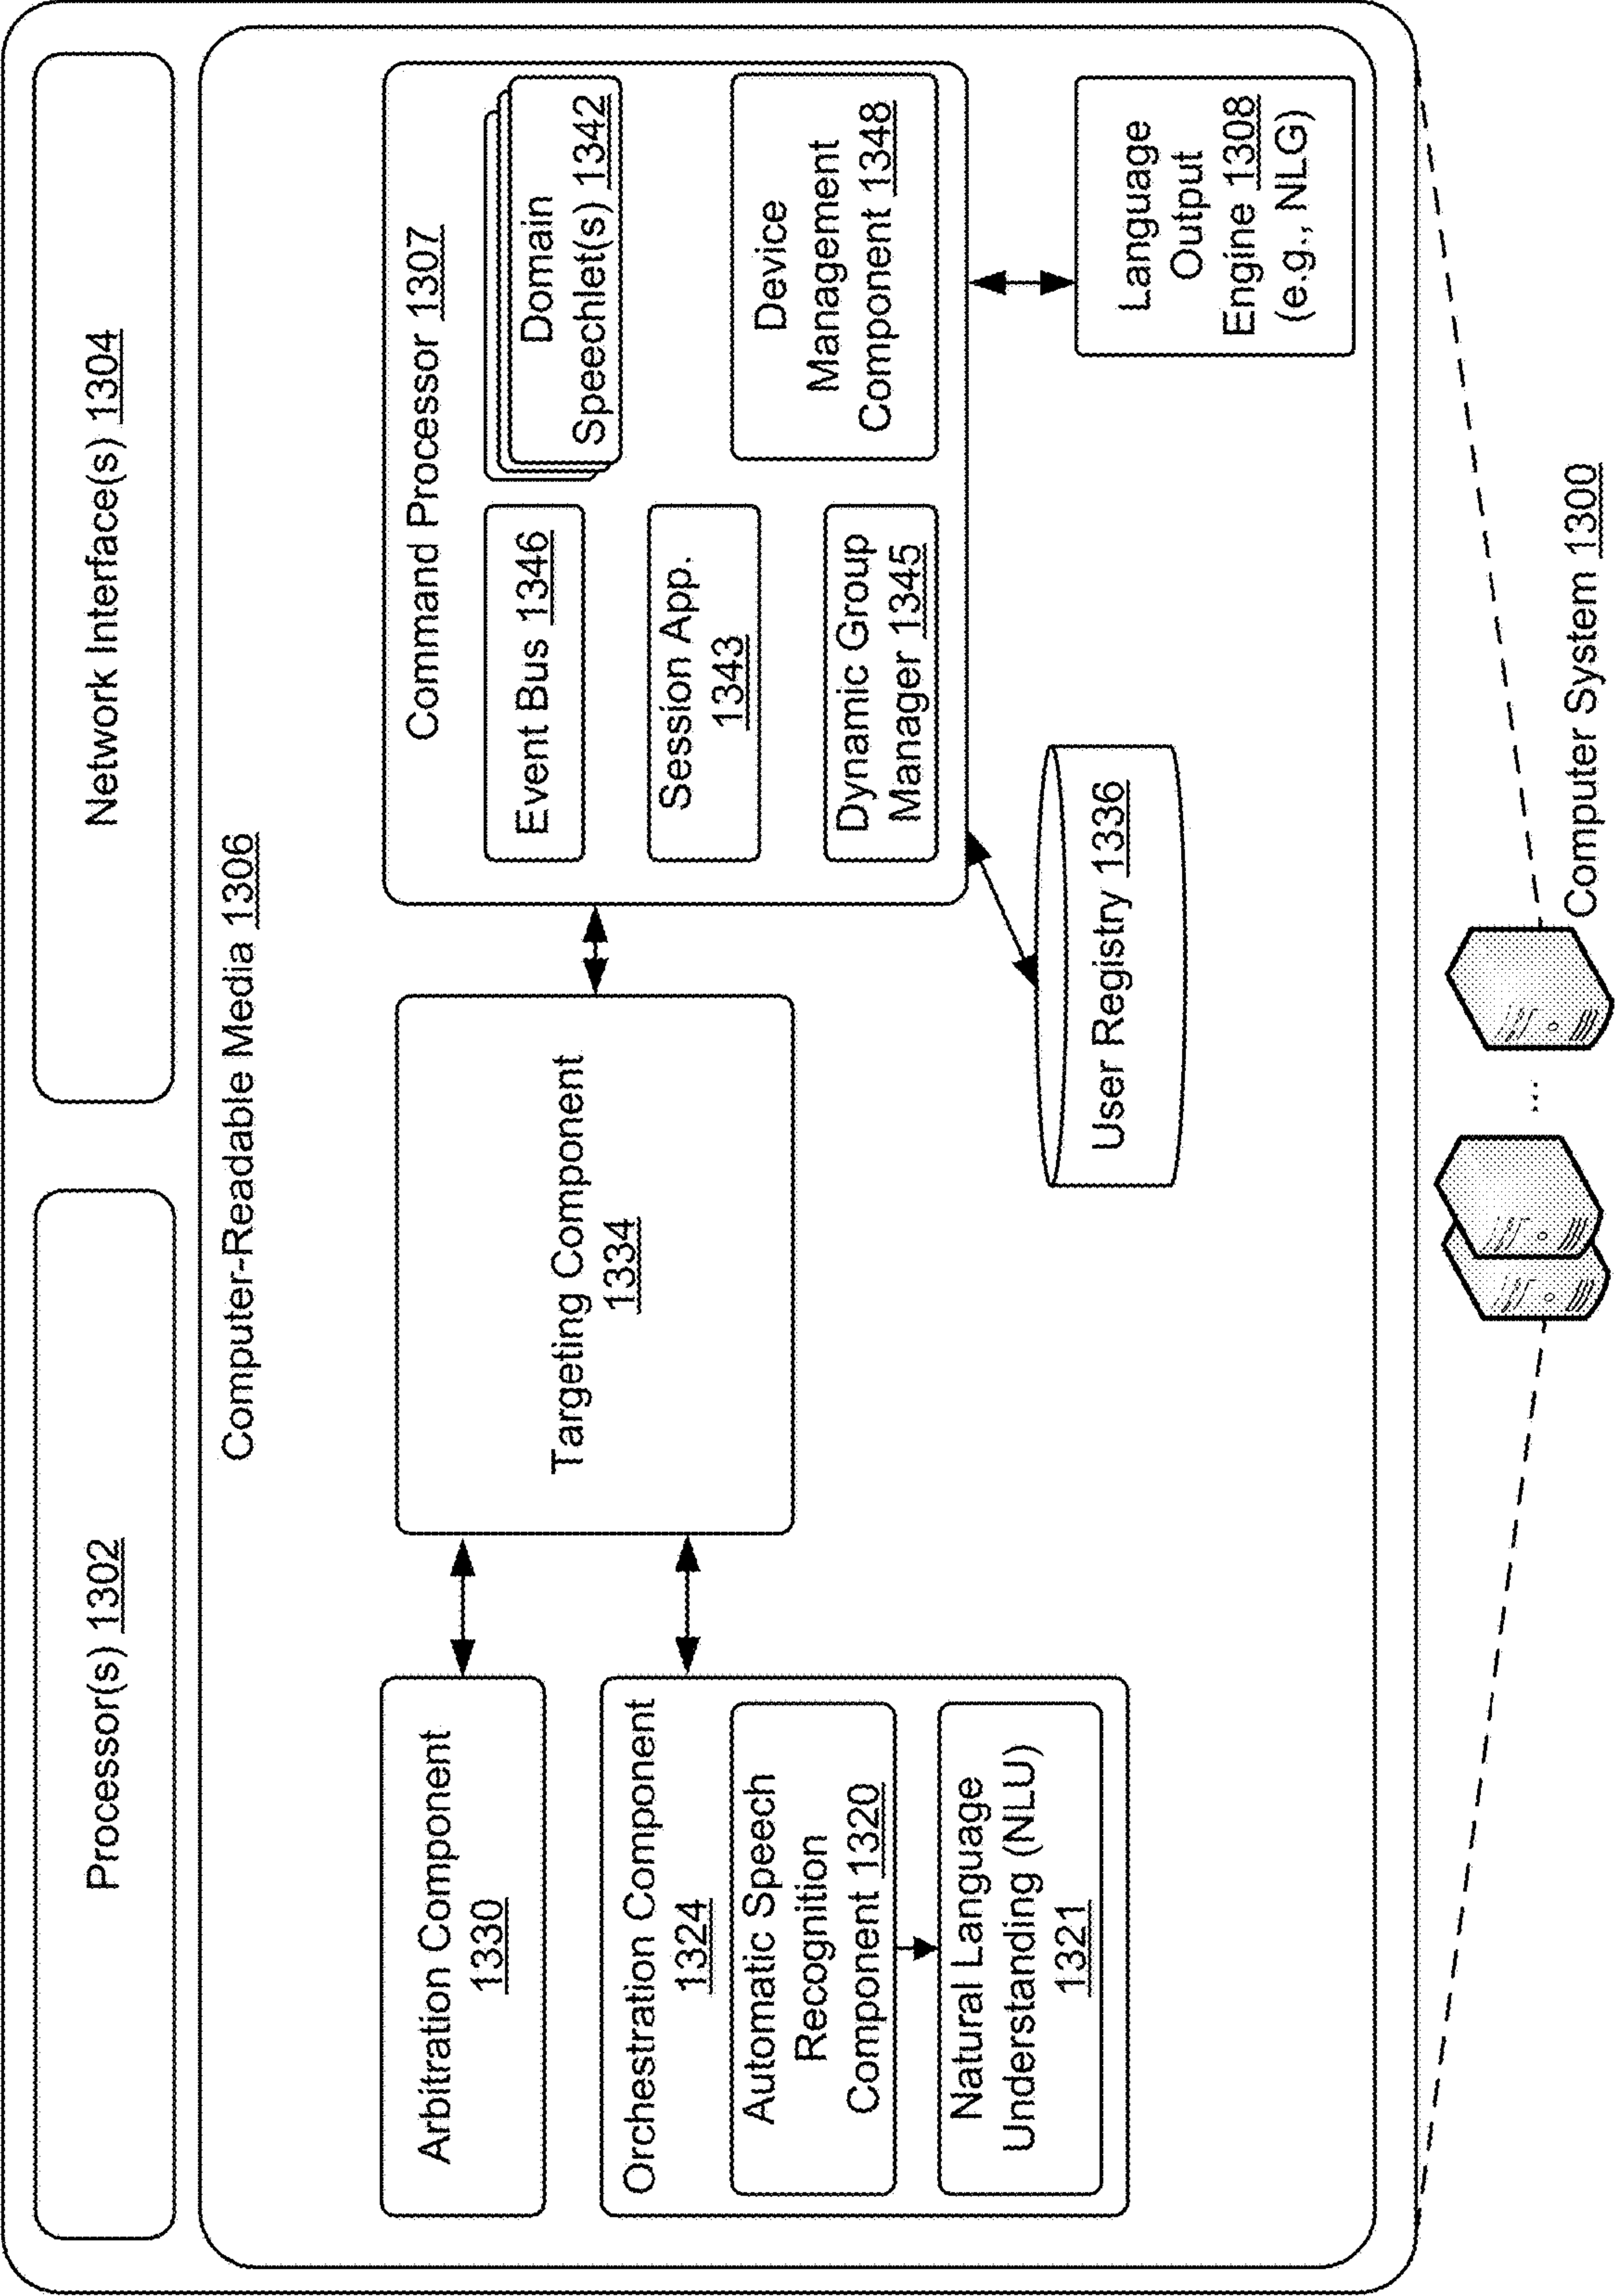 Processor(s) 1302
Network Interface(s) 1304
Computer-Readable Media 1306
Arbitration Component
1330
Orchestration Component
1324
Automatic Speech
Recognition
Component 1320
Natural Language
Understanding (NLU)
1321
Targeting Component
1334
Command Processor 1307
Event Bus 1346
Domain
Speechlet(s) 1342
Session App.
1343
Device
Management
Component 1348
Dynamic Group
Manager 1345
User Registry 1336
Language
Output
Engine 1308
(e.g., NLG)
...
Computer System 1300